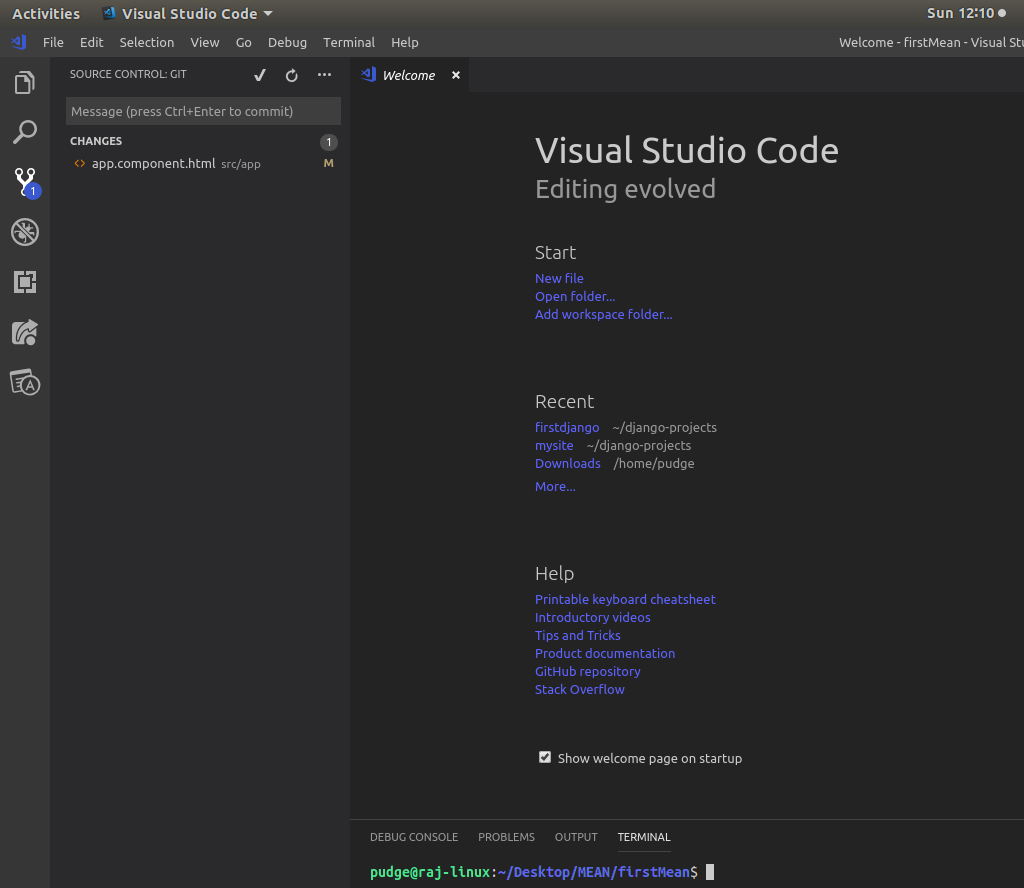 Activities Visual Studio Code Sun 12:10
File Edit Selection View Go Debug Terminal Help Welcome - firstMean - Visual Stu
SOURCE CONTROL: GIT
Message (press Ctrl+Enter to commit)
CHANGES 1
app.component.html src/app M
1
Welcome
Visual Studio Code
Editing evolved
Start
New file
Open folder...
Add workspace folder...
Recent
firstdjango ~/django-projects
mysite ~/django-projects
Downloads /home/pudge
More...
Help
Printable keyboard cheatsheet
Introductory videos
Tips and Tricks
Product documentation
GitHub repository
Stack Overflow
Show welcome page on startup
DEBUG CONSOLE PROBLEMS OUTPUT TERMINAL
pudge@raj-linux:~/Desktop/MEAN/firstMean$